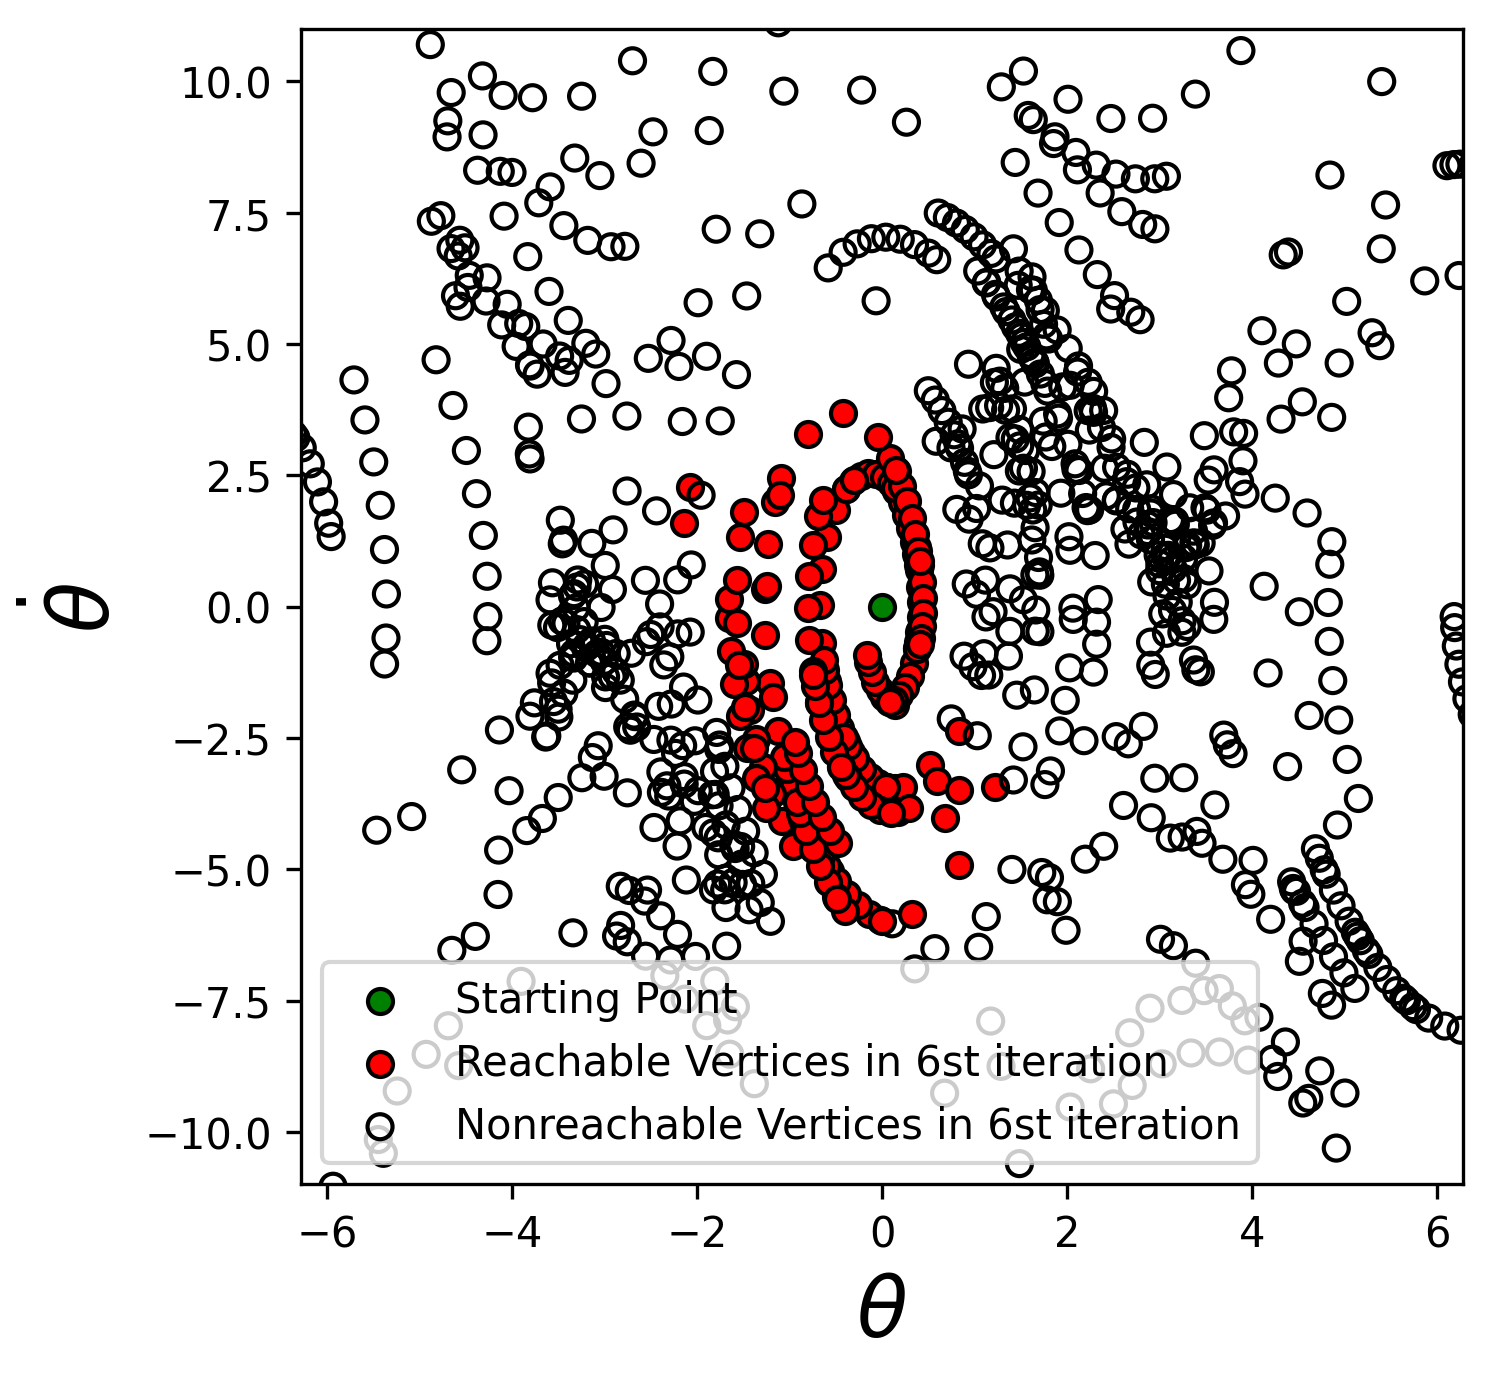 10.0
7.5
5.0
2.5
0.0
−2.5
−5.0
−7.5
−10.0
θ̇
Starting Point
Reachable Vertices in 6st iteration
Nonreachable Vertices in 6st iteration
−6 −4 −2 0 2 4 6
θ